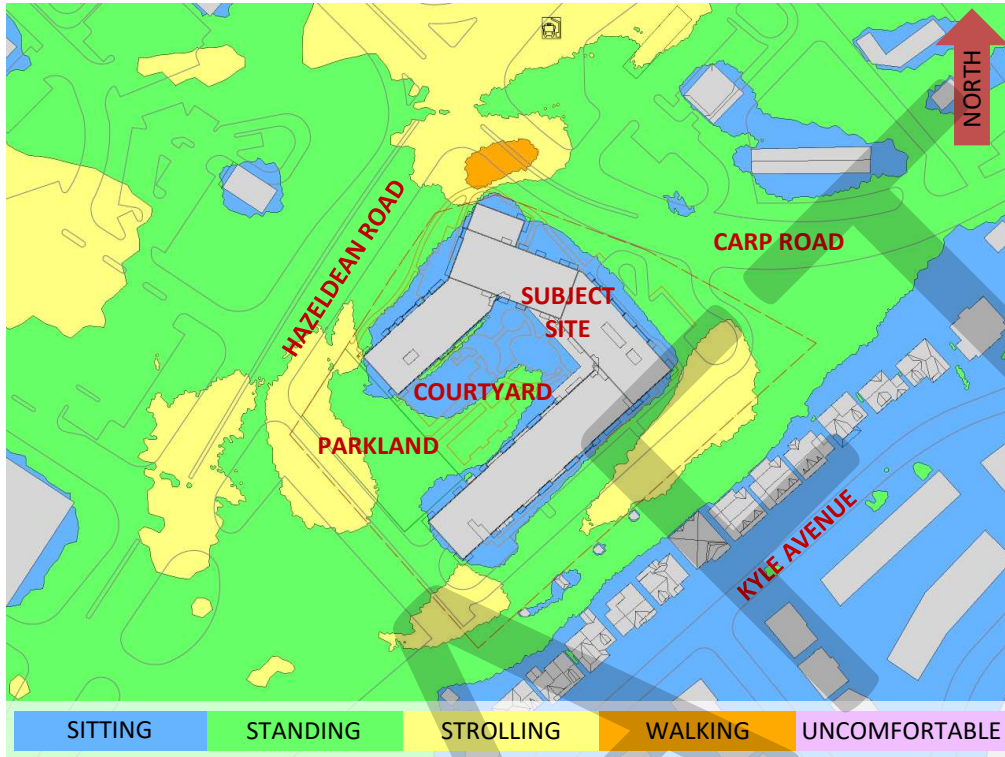 NORTH
HAZELDEAN ROAD
CARP ROAD
SUBJECT
SITE
COURTYARD
PARKLAND
KYLE AVENUE
SITTING
STANDING
STROLLING
WALKING
UNCOMFORTABLE